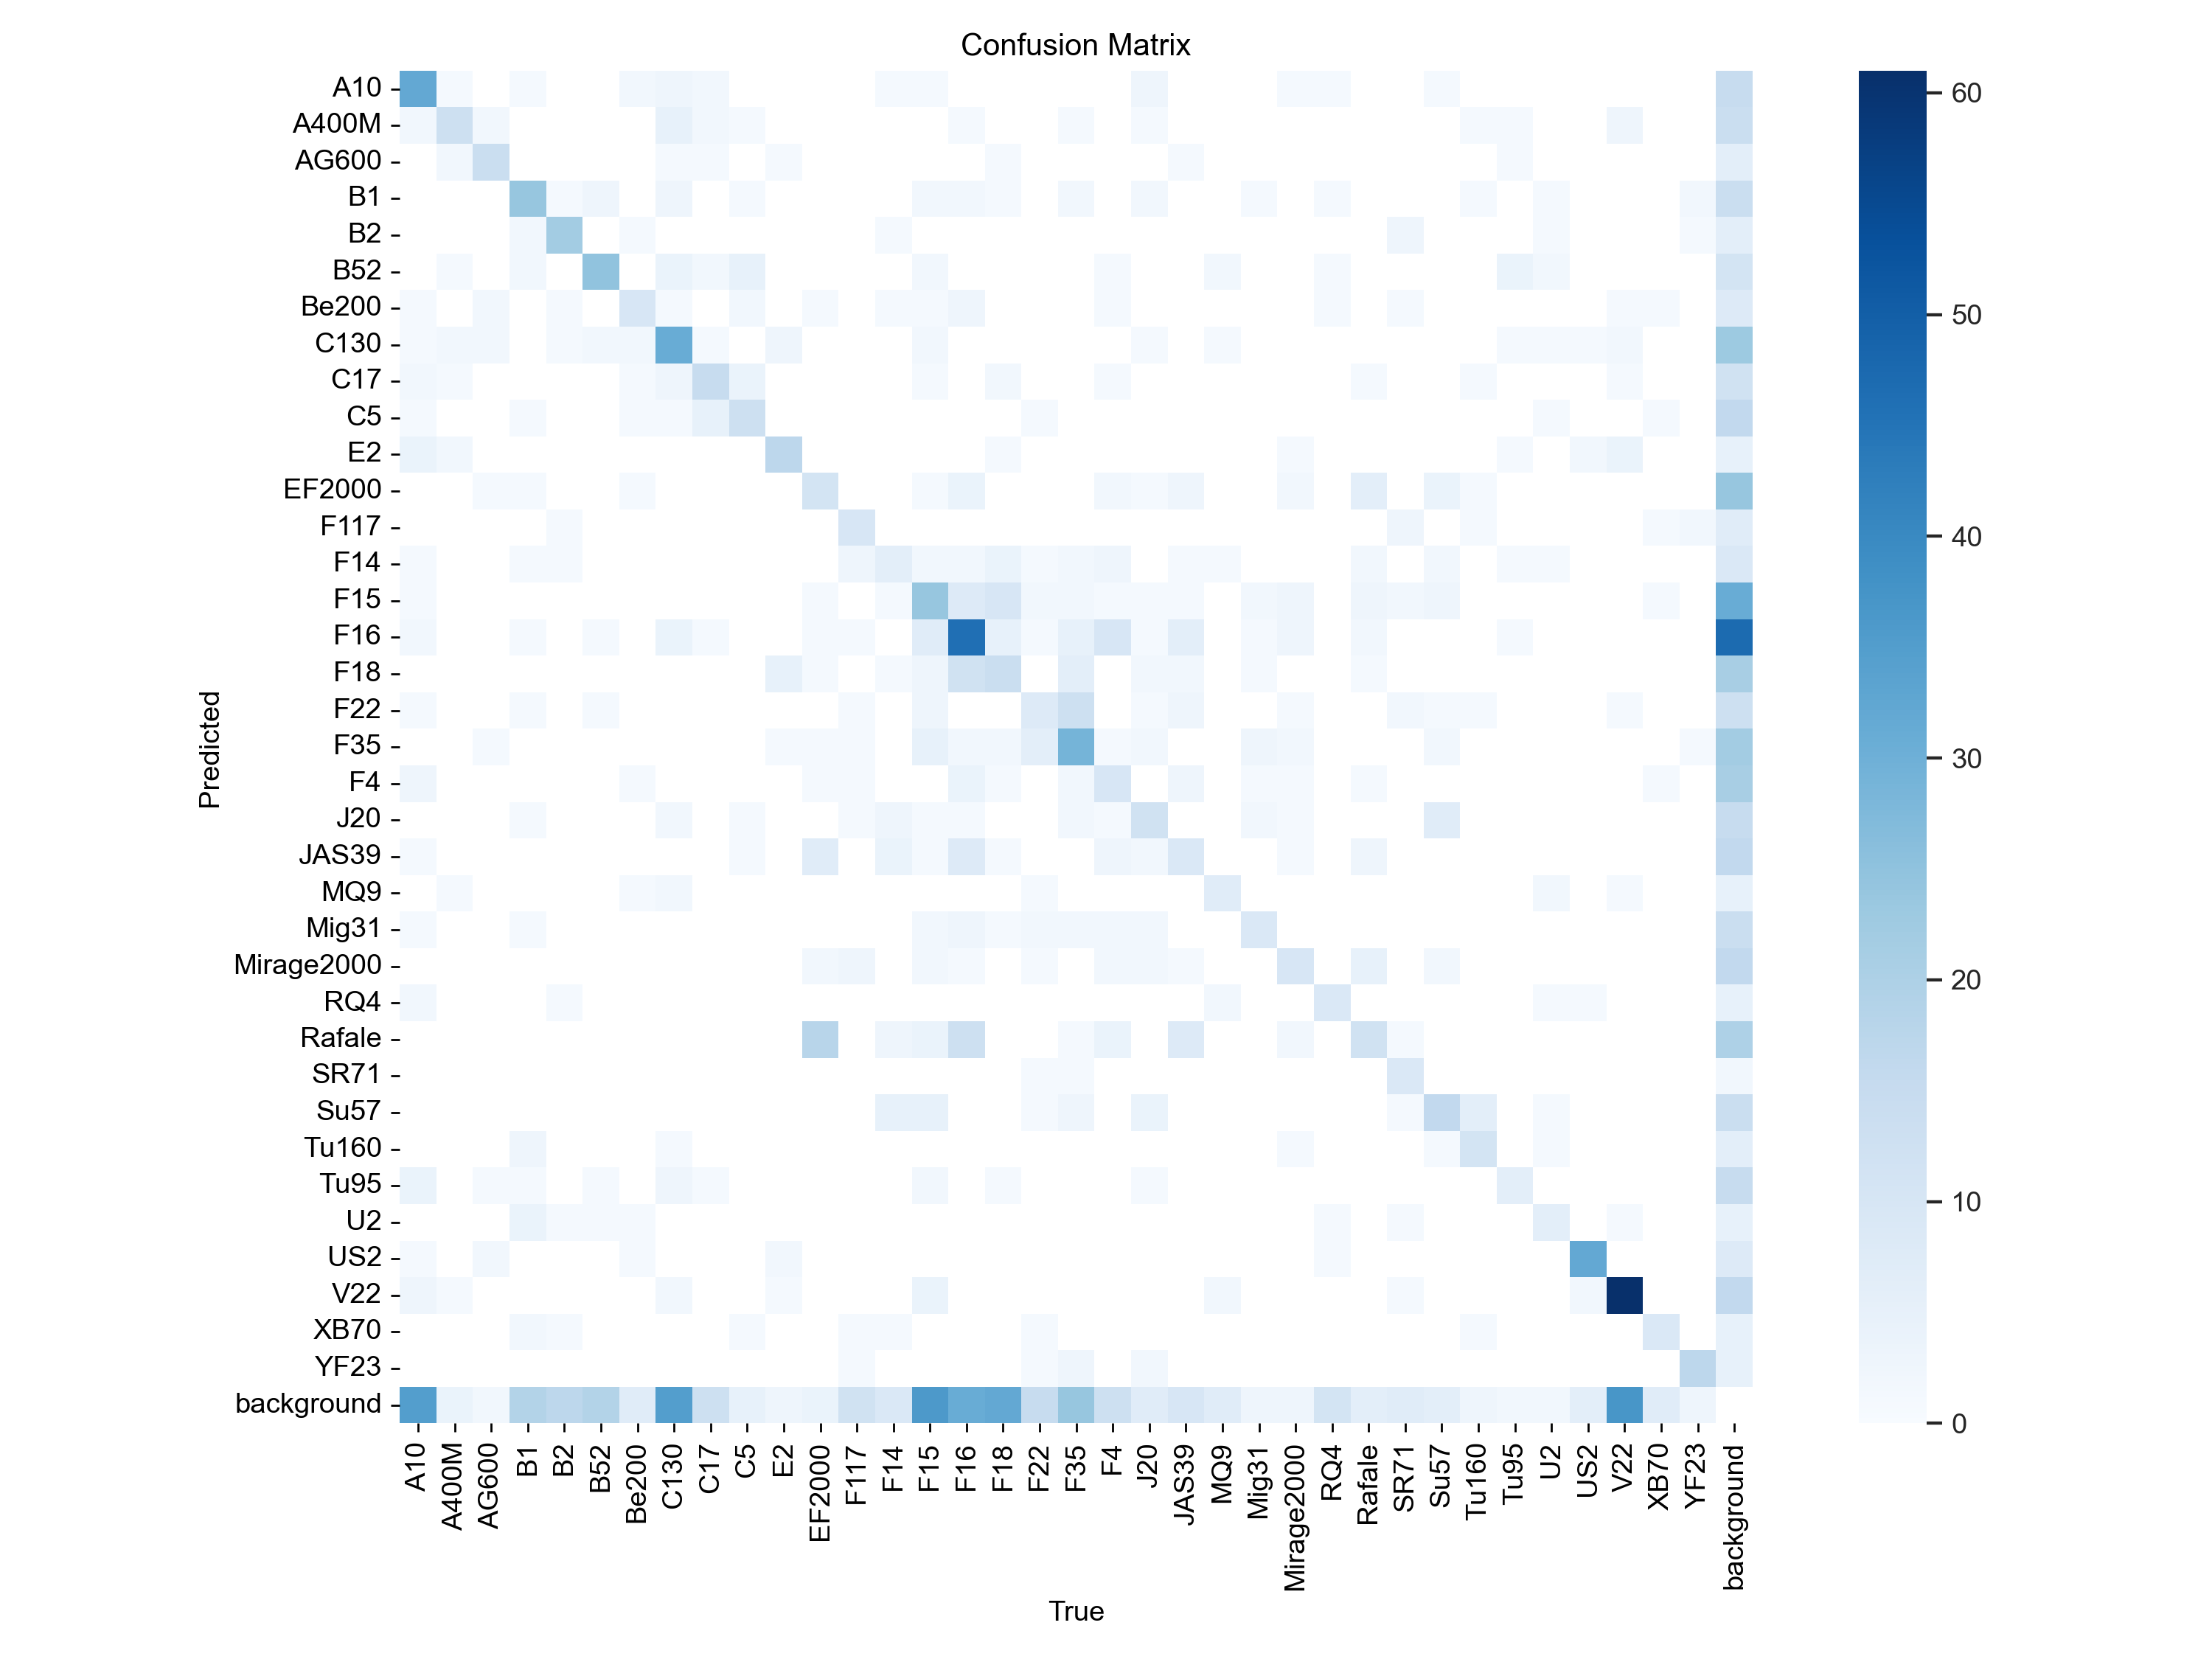 Confusion Matrix
Predicted
A10
A400M
AG600
B1
B2
B52
Be200
C130
C17
C5
E2
EF2000
F117
F14
F15
F16
F18
F22
F35
F4
J20
JAS39
MQ9
Mig31
Mirage2000
RQ4
Rafale
SR71
Su57
Tu160
Tu95
U2
US2
V22
XB70
YF23
background
A10
A400M
AG600
B1
B2
B52
Be200
C130
C17
C5
E2
EF2000
F117
F14
F15
F16
F18
F22
F35
F4
J20
JAS39
MQ9
Mig31
Mirage2000
RQ4
Rafale
SR71
Su57
Tu160
Tu95
U2
US2
V22
XB70
YF23
background
True
60
50
40
30
20
10
0